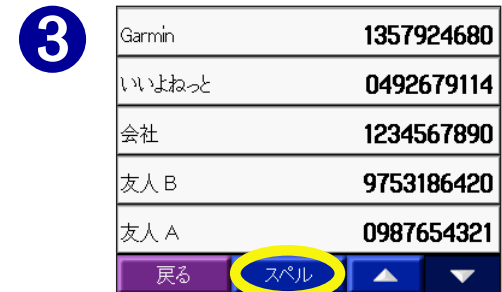 3
Garmin 1357924680
いいよねっと 0492679114
会社 1234567890
友人 B 9753186420
友人 A 0987654321
戻る スペル